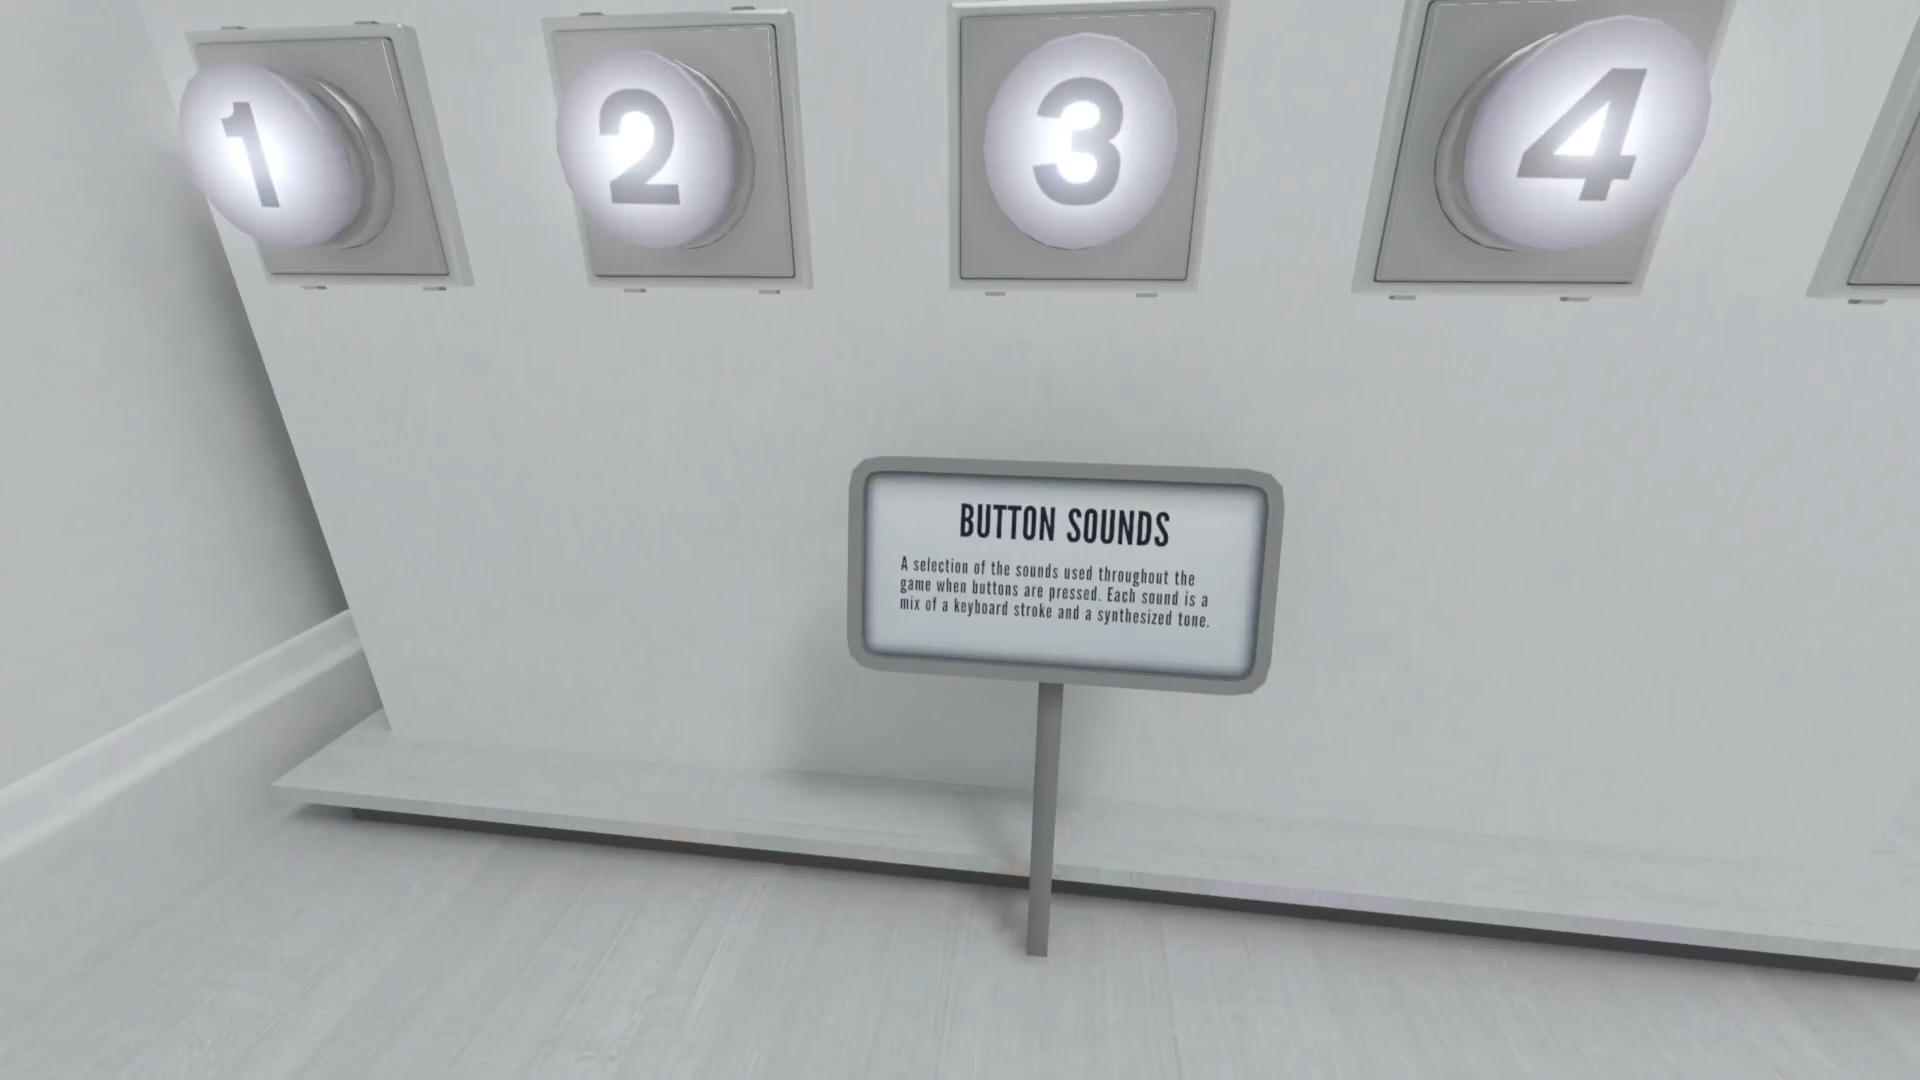 1 2 3 4
BUTTON SOUNDS
A selection of the sounds used throughout the
game when buttons are pressed. Each sound is a
mix of a keyboard stroke and a synthesized tone.